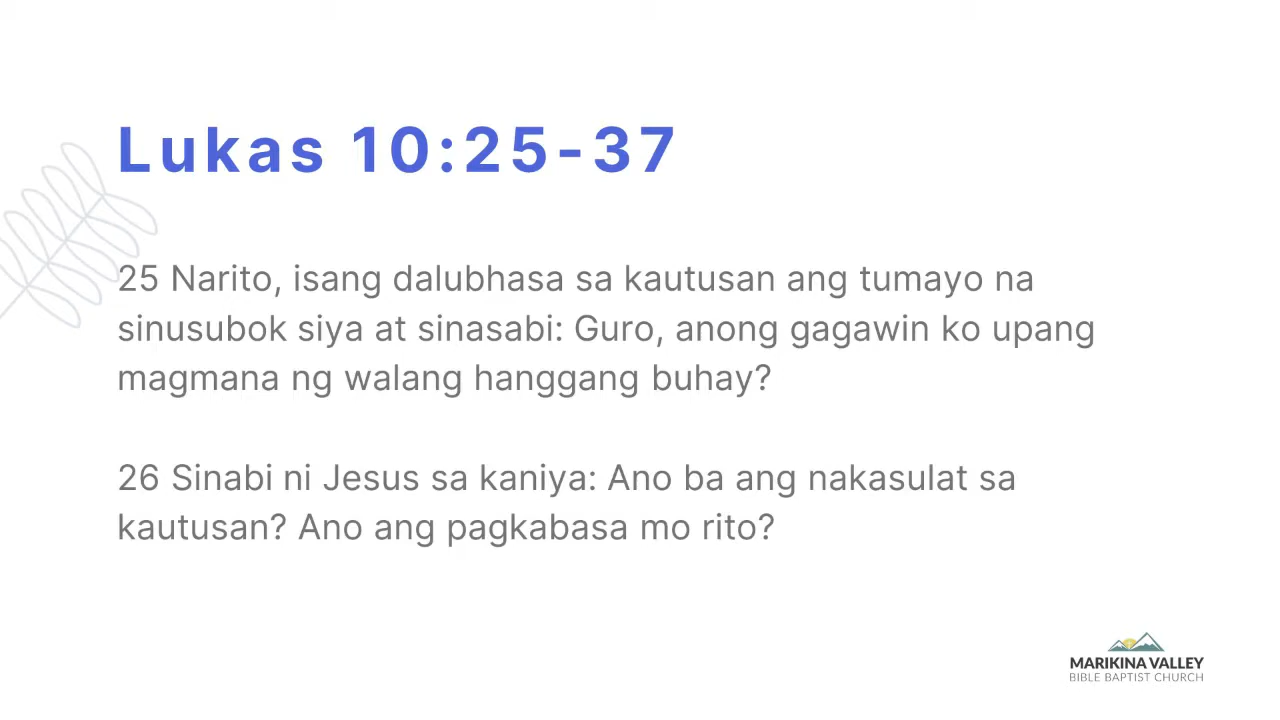 Lukas 10:25-37
25 Narito, isang dalubhasa sa kautusan ang tumayo na
sinusubok siya at sinasabi: Guro, anong gagawin ko upang
magmana ng walang hanggang buhay?
26 Sinabi ni Jesus sa kaniya: Ano ba ang nakasulat sa
kautusan? Ano ang pagkabasa mo rito?
MARIKINA VALLEY
BIBLE BAPTIST CHURCH